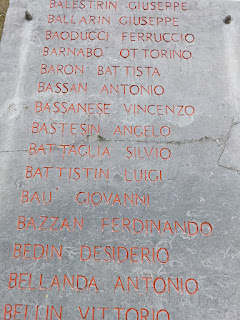 BALESTRIN GIUSEPPE
BALLARIN GIUSEPPE
BAODUCCI FERRUCCIO
BARNABO' OTTORINO
BARON BATTISTA
BASSAN ANTONIO
BASSANESE VINCENZO
BASTESIN ANGELO
BATTAGLIA SILVIO
BATTISTIN LUIGI
BAU GIOVANNI
BAZZAN FERDINANDO
BEDIN DESIDERIO
BELLANDA ANTONIO
BELLIN VITTORIO